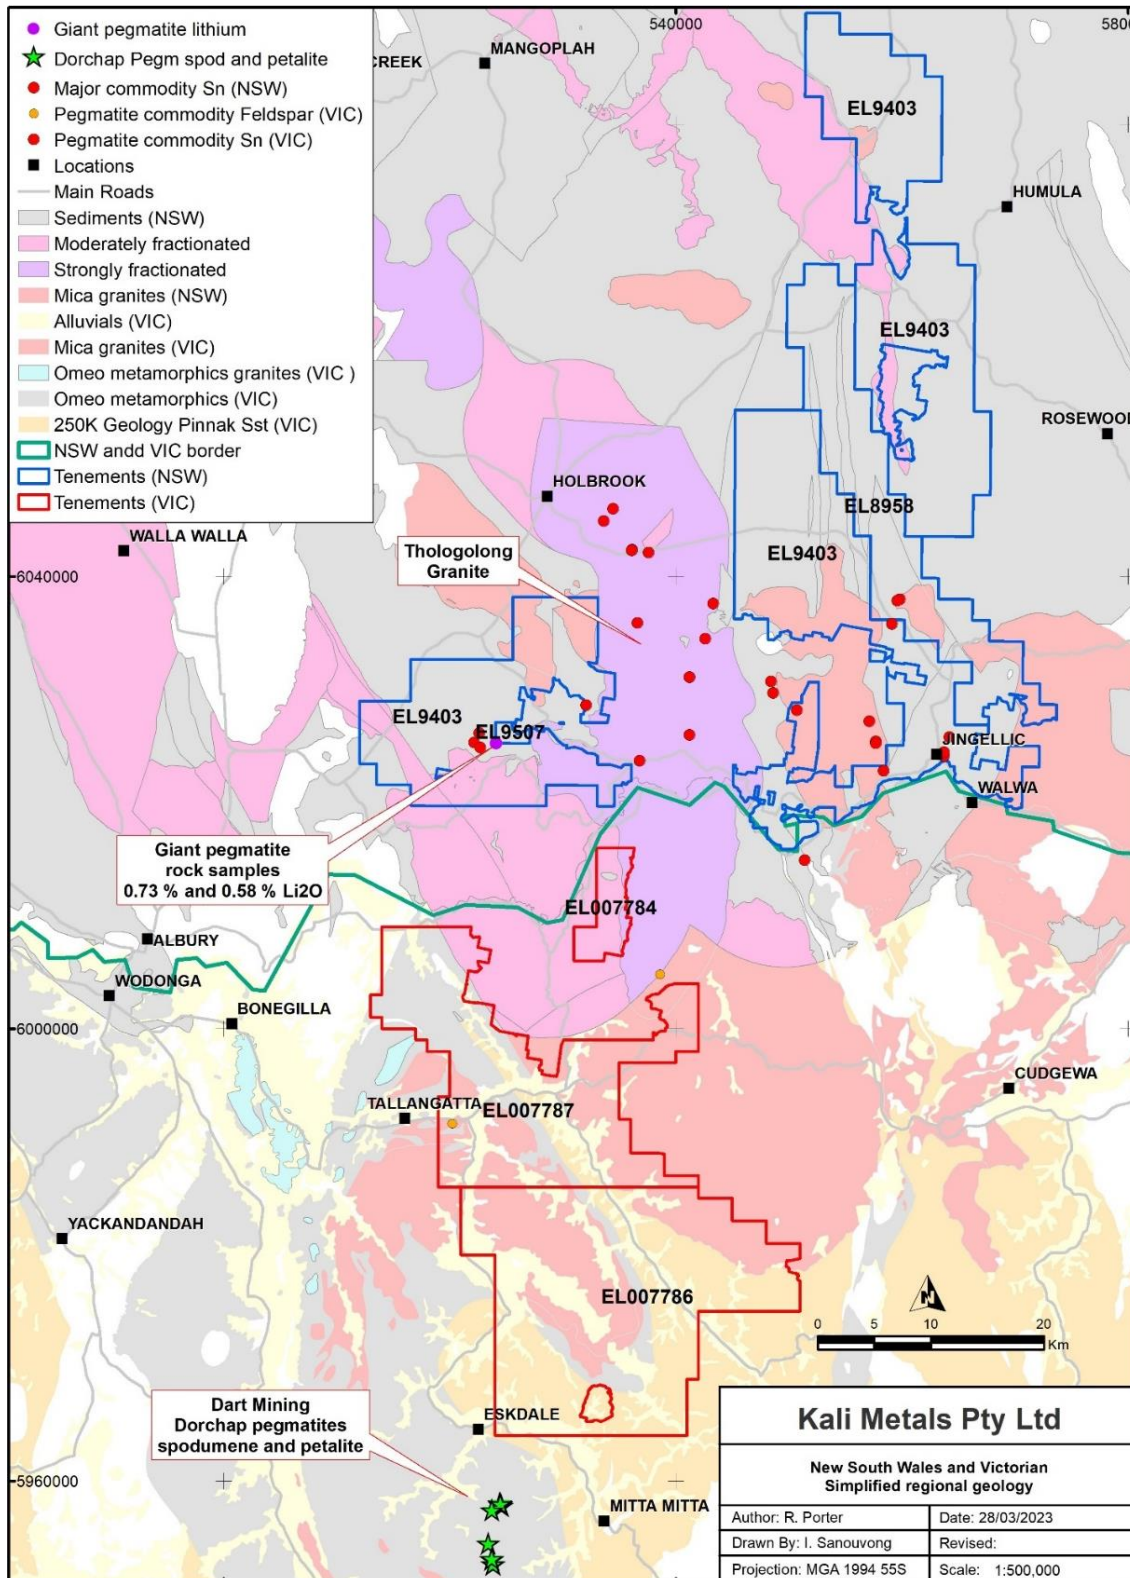 540000
5800
Giant pegmatite lithium
Dorchap Pegm spod and petalite
Major commodity Sn (NSW)
Pegmatite commodity Feldspar (VIC)
Pegmatite commodity Sn (VIC)
Locations
Main Roads
Sediments (NSW)
Moderately fractionated
Strongly fractionated
Mica granites (NSW)
Alluvials (VIC)
Mica granites (VIC)
Omeo metamorphics granites (VIC )
Omeo metamorphics (VIC)
250K Geology Pinnak Sst (VIC)
NSW andd VIC border
Tenements (NSW)
Tenements (VIC)
CREEK
MANGOPLAH
EL9403
HUMULA
EL9403
ROSEWOOD
HOLBROOK
EL8958
WALLA WALLA
EL9403
Thologolong
Granite
6040000
EL9403
EL9507
JINGELLIC
WALWA
Giant pegmatite
rock samples
0.73 % and 0.58 % Li2O
EL007784
ALBURY
WODONGA
BONEGILLA
6000000
CUDGEWA
TALLANGATTA
EL007787
YACKANDANDAH
EL007786
N
0
5
10
20
Km
Dart Mining
Dorchap pegmatites
spodumene and petalite
ESKDALE
5960000
MITTA MITTA
Kali Metals Pty Ltd
New South Wales and Victorian
Simplified regional geology
Author: R. Porter
Date: 28/03/2023
Drawn By: I. Sanouvong
Revised:
Projection: MGA 1994 55S
Scale: 1:500,000